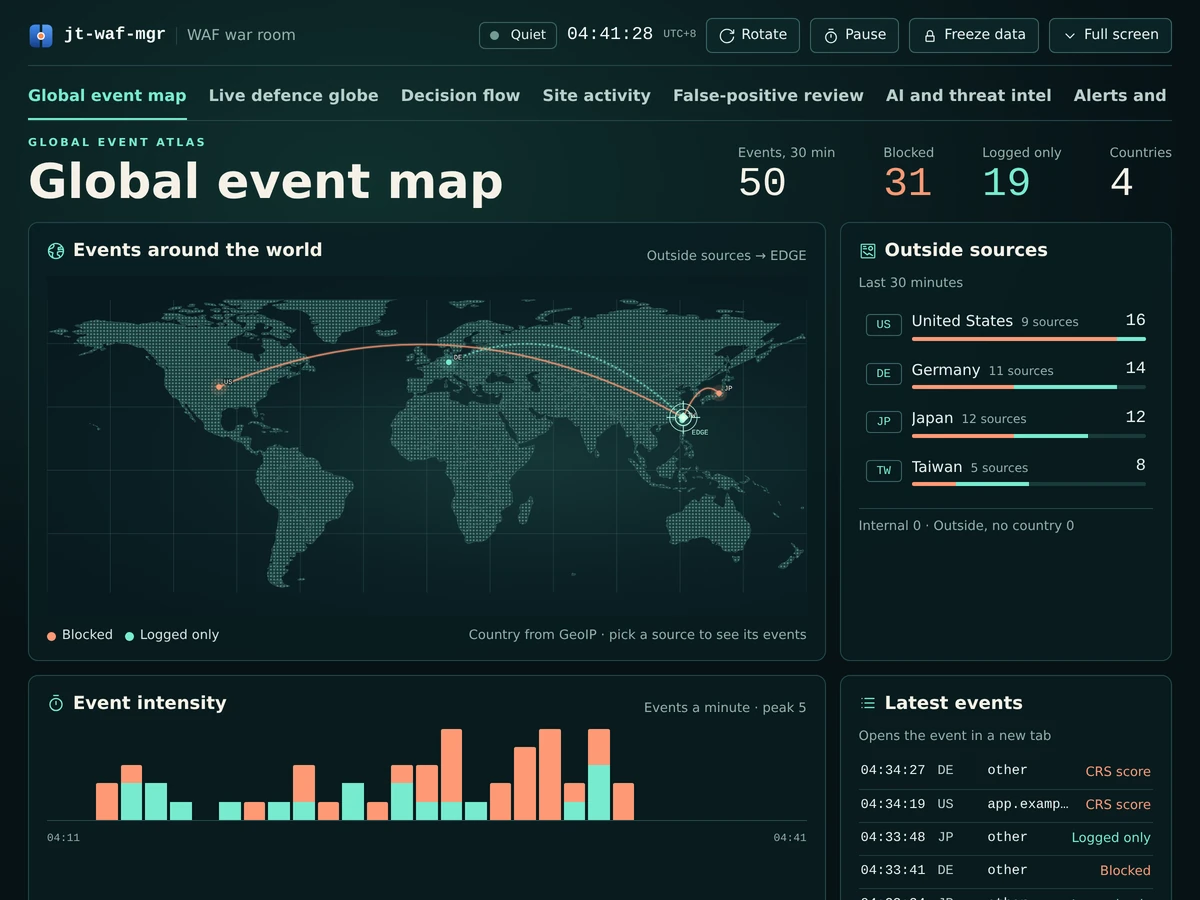 jt-waf-mgr WAF war room Quiet 04:41:28 UTC+8 Rotate Pause Freeze data Full screen
Global event map Live defence globe Decision flow Site activity False-positive review AI and threat intel Alerts and
GLOBAL EVENT ATLAS
Global event map
Events, 30 min Blocked Logged only Countries
50 31 19 4
Events around the world
Outside sources → EDGE
US
DE
JP
EDGE
Blocked Logged only
Country from GeoIP · pick a source to see its events
Outside sources
Last 30 minutes
US United States 9 sources 16
DE Germany 11 sources 14
JP Japan 12 sources 12
TW Taiwan 5 sources 8
Internal 0 · Outside, no country 0
Event intensity
Events a minute · peak 5
04:11 04:41
Latest events
Opens the event in a new tab
04:34:27 DE other CRS score
04:34:19 US app.examp… CRS score
04:33:48 JP other Logged only
04:33:41 DE other Blocked